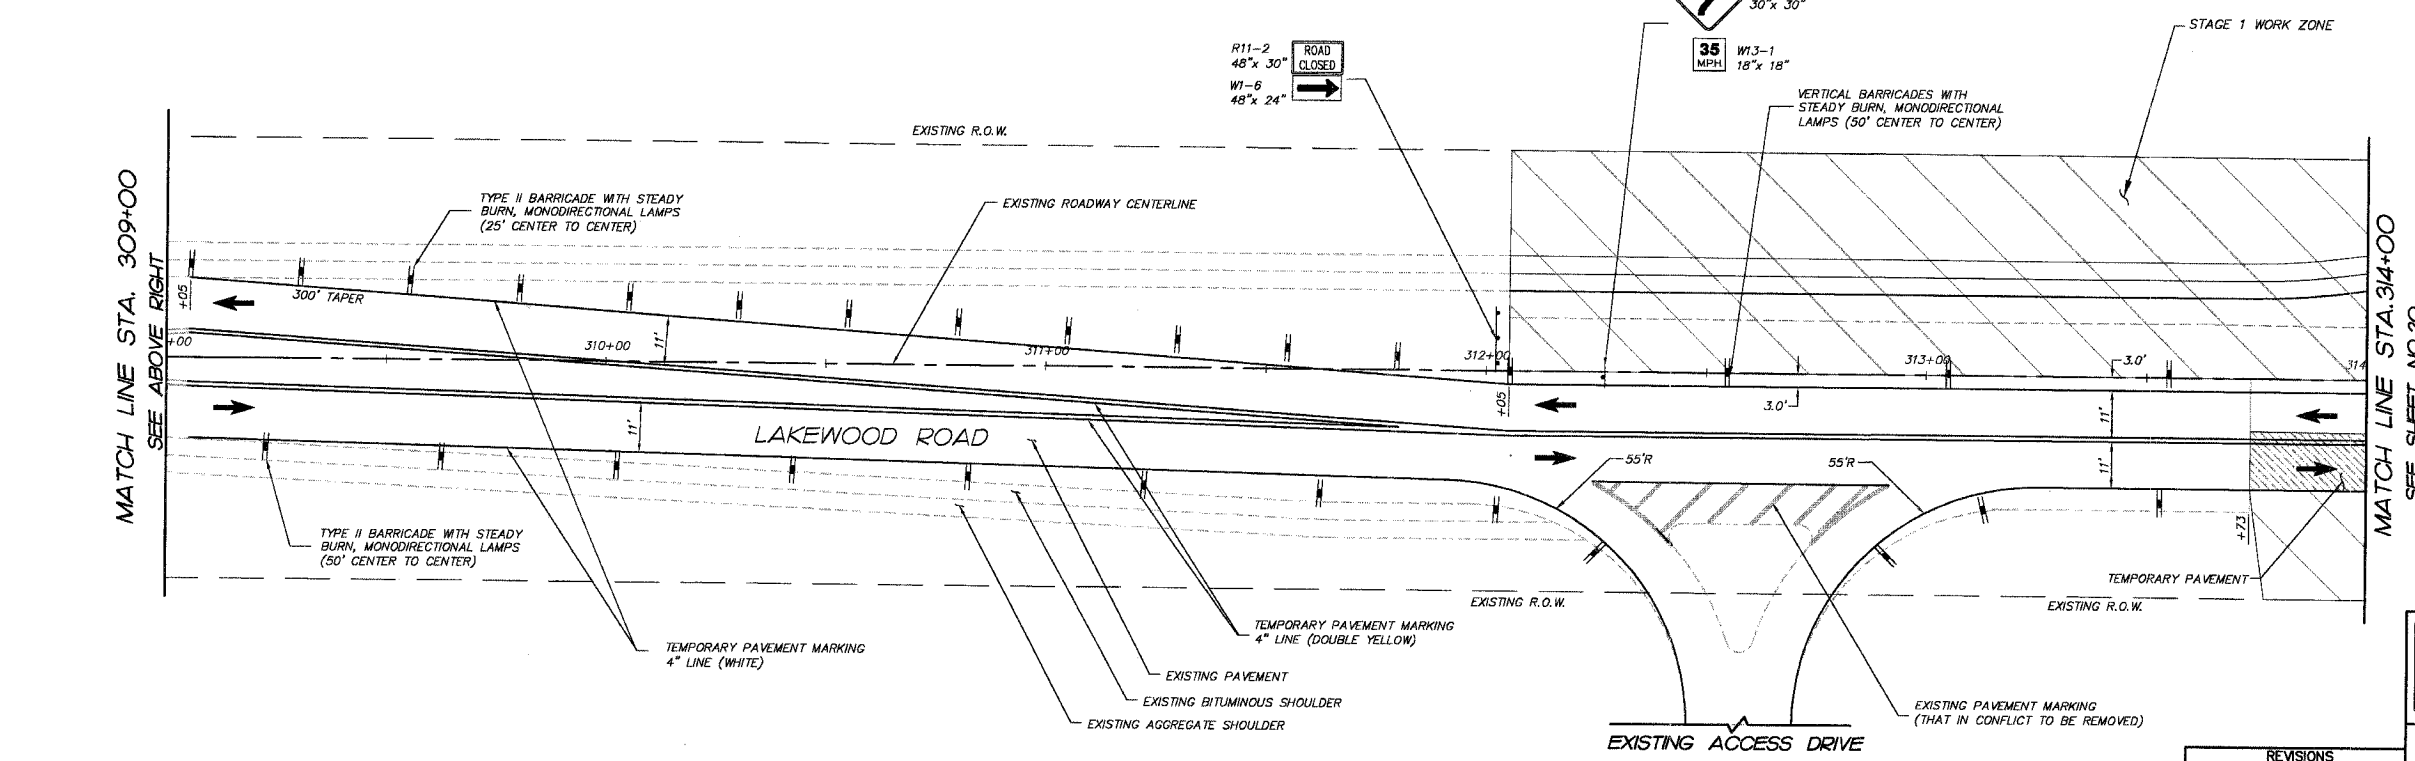 30"x 30"
35
MPH
W13-1
18"x 18"
R11-2
48"x 30"
ROAD
CLOSED
W1-6
48"x 24"
STAGE 1 WORK ZONE
VERTICAL BARRICADES WITH
STEADY BURN, MONODIRECTIONAL
LAMPS (50' CENTER TO CENTER)
EXISTING R.O.W.
TYPE II BARRICADE WITH STEADY
BURN, MONODIRECTIONAL LAMPS
(25' CENTER TO CENTER)
EXISTING ROADWAY CENTERLINE
MATCH LINE STA. 309+00
SEE ABOVE RIGHT
+05
300' TAPER
+00
310+00
11'
311+00
312+00
+05
313+00
3.0'
3.0'
314
11'
11'
11'
LAKEWOOD ROAD
55'R
55'R
+73
MATCH LINE STA.314+00
TYPE II BARRICADE WITH STEADY
BURN, MONODIRECTIONAL LAMPS
(50' CENTER TO CENTER)
TEMPORARY PAVEMENT
EXISTING R.O.W.
EXISTING R.O.W.
TEMPORARY PAVEMENT MARKING
4" LINE (WHITE)
TEMPORARY PAVEMENT MARKING
4" LINE (DOUBLE YELLOW)
EXISTING PAVEMENT
EXISTING BITUMINOUS SHOULDER
EXISTING AGGREGATE SHOULDER
EXISTING PAVEMENT MARKING
(THAT IN CONFLICT TO BE REMOVED)
EXISTING ACCESS DRIVE
REVISIONS